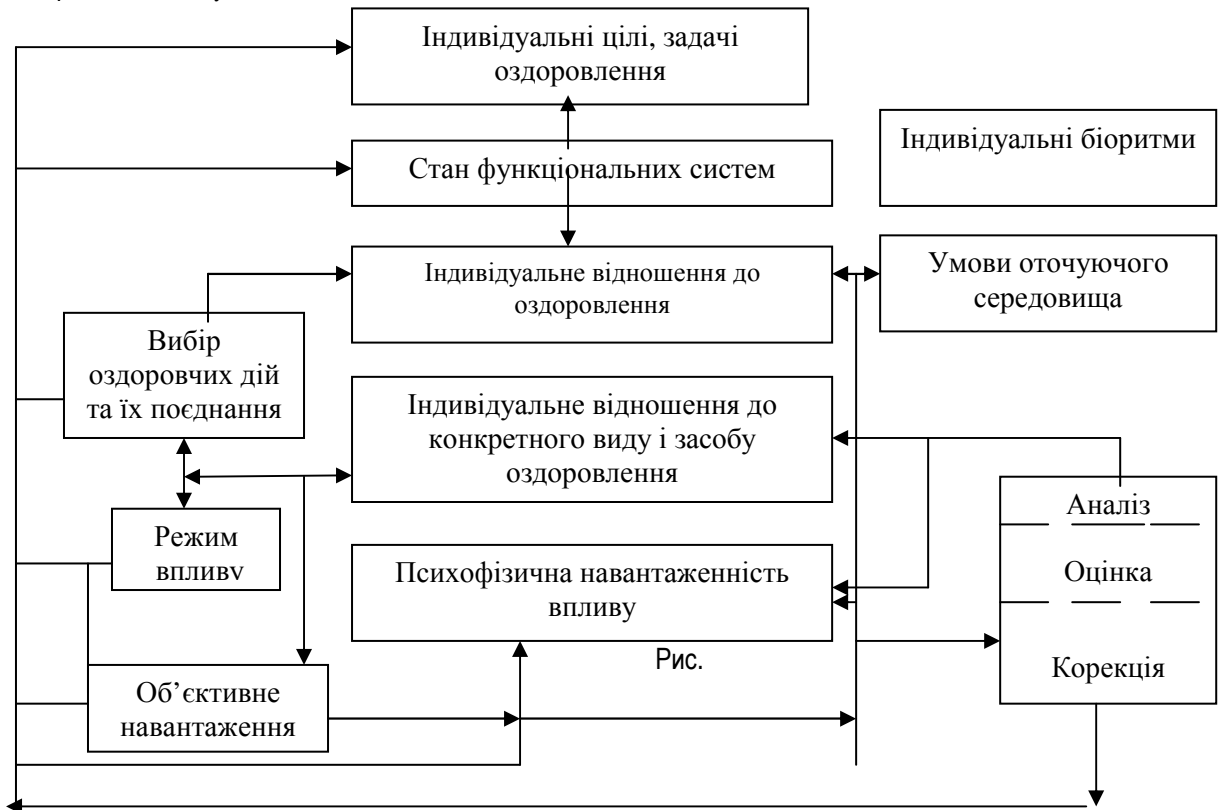 Індивідуальні цілі, задачі
оздоровлення
Індивідуальні біоритми
Стан функціональних систем
Індивідуальне відношення до
оздоровлення
Умови оточуючого
середовища
Вибір
оздоровчих дій
та їх поєднання
Індивідуальне відношення до
конкретного виду і засобу
оздоровлення
Аналіз
Режим
впливу
Психофізична навантаженність
впливу
Оцінка
Рис.
Корекція
Об’єктивне
навантаження